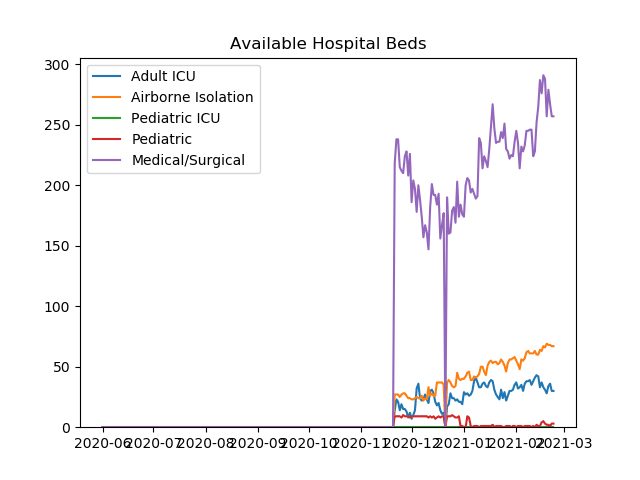 Available Hospital Beds
300
250
200
150
100
50
0
Adult ICU
Airborne Isolation
Pediatric ICU
Pediatric
Medical/Surgical
2020-06 2020-07 2020-08 2020-09 2020-10 2020-11 2020-12 2021-01 2021-02 2021-03